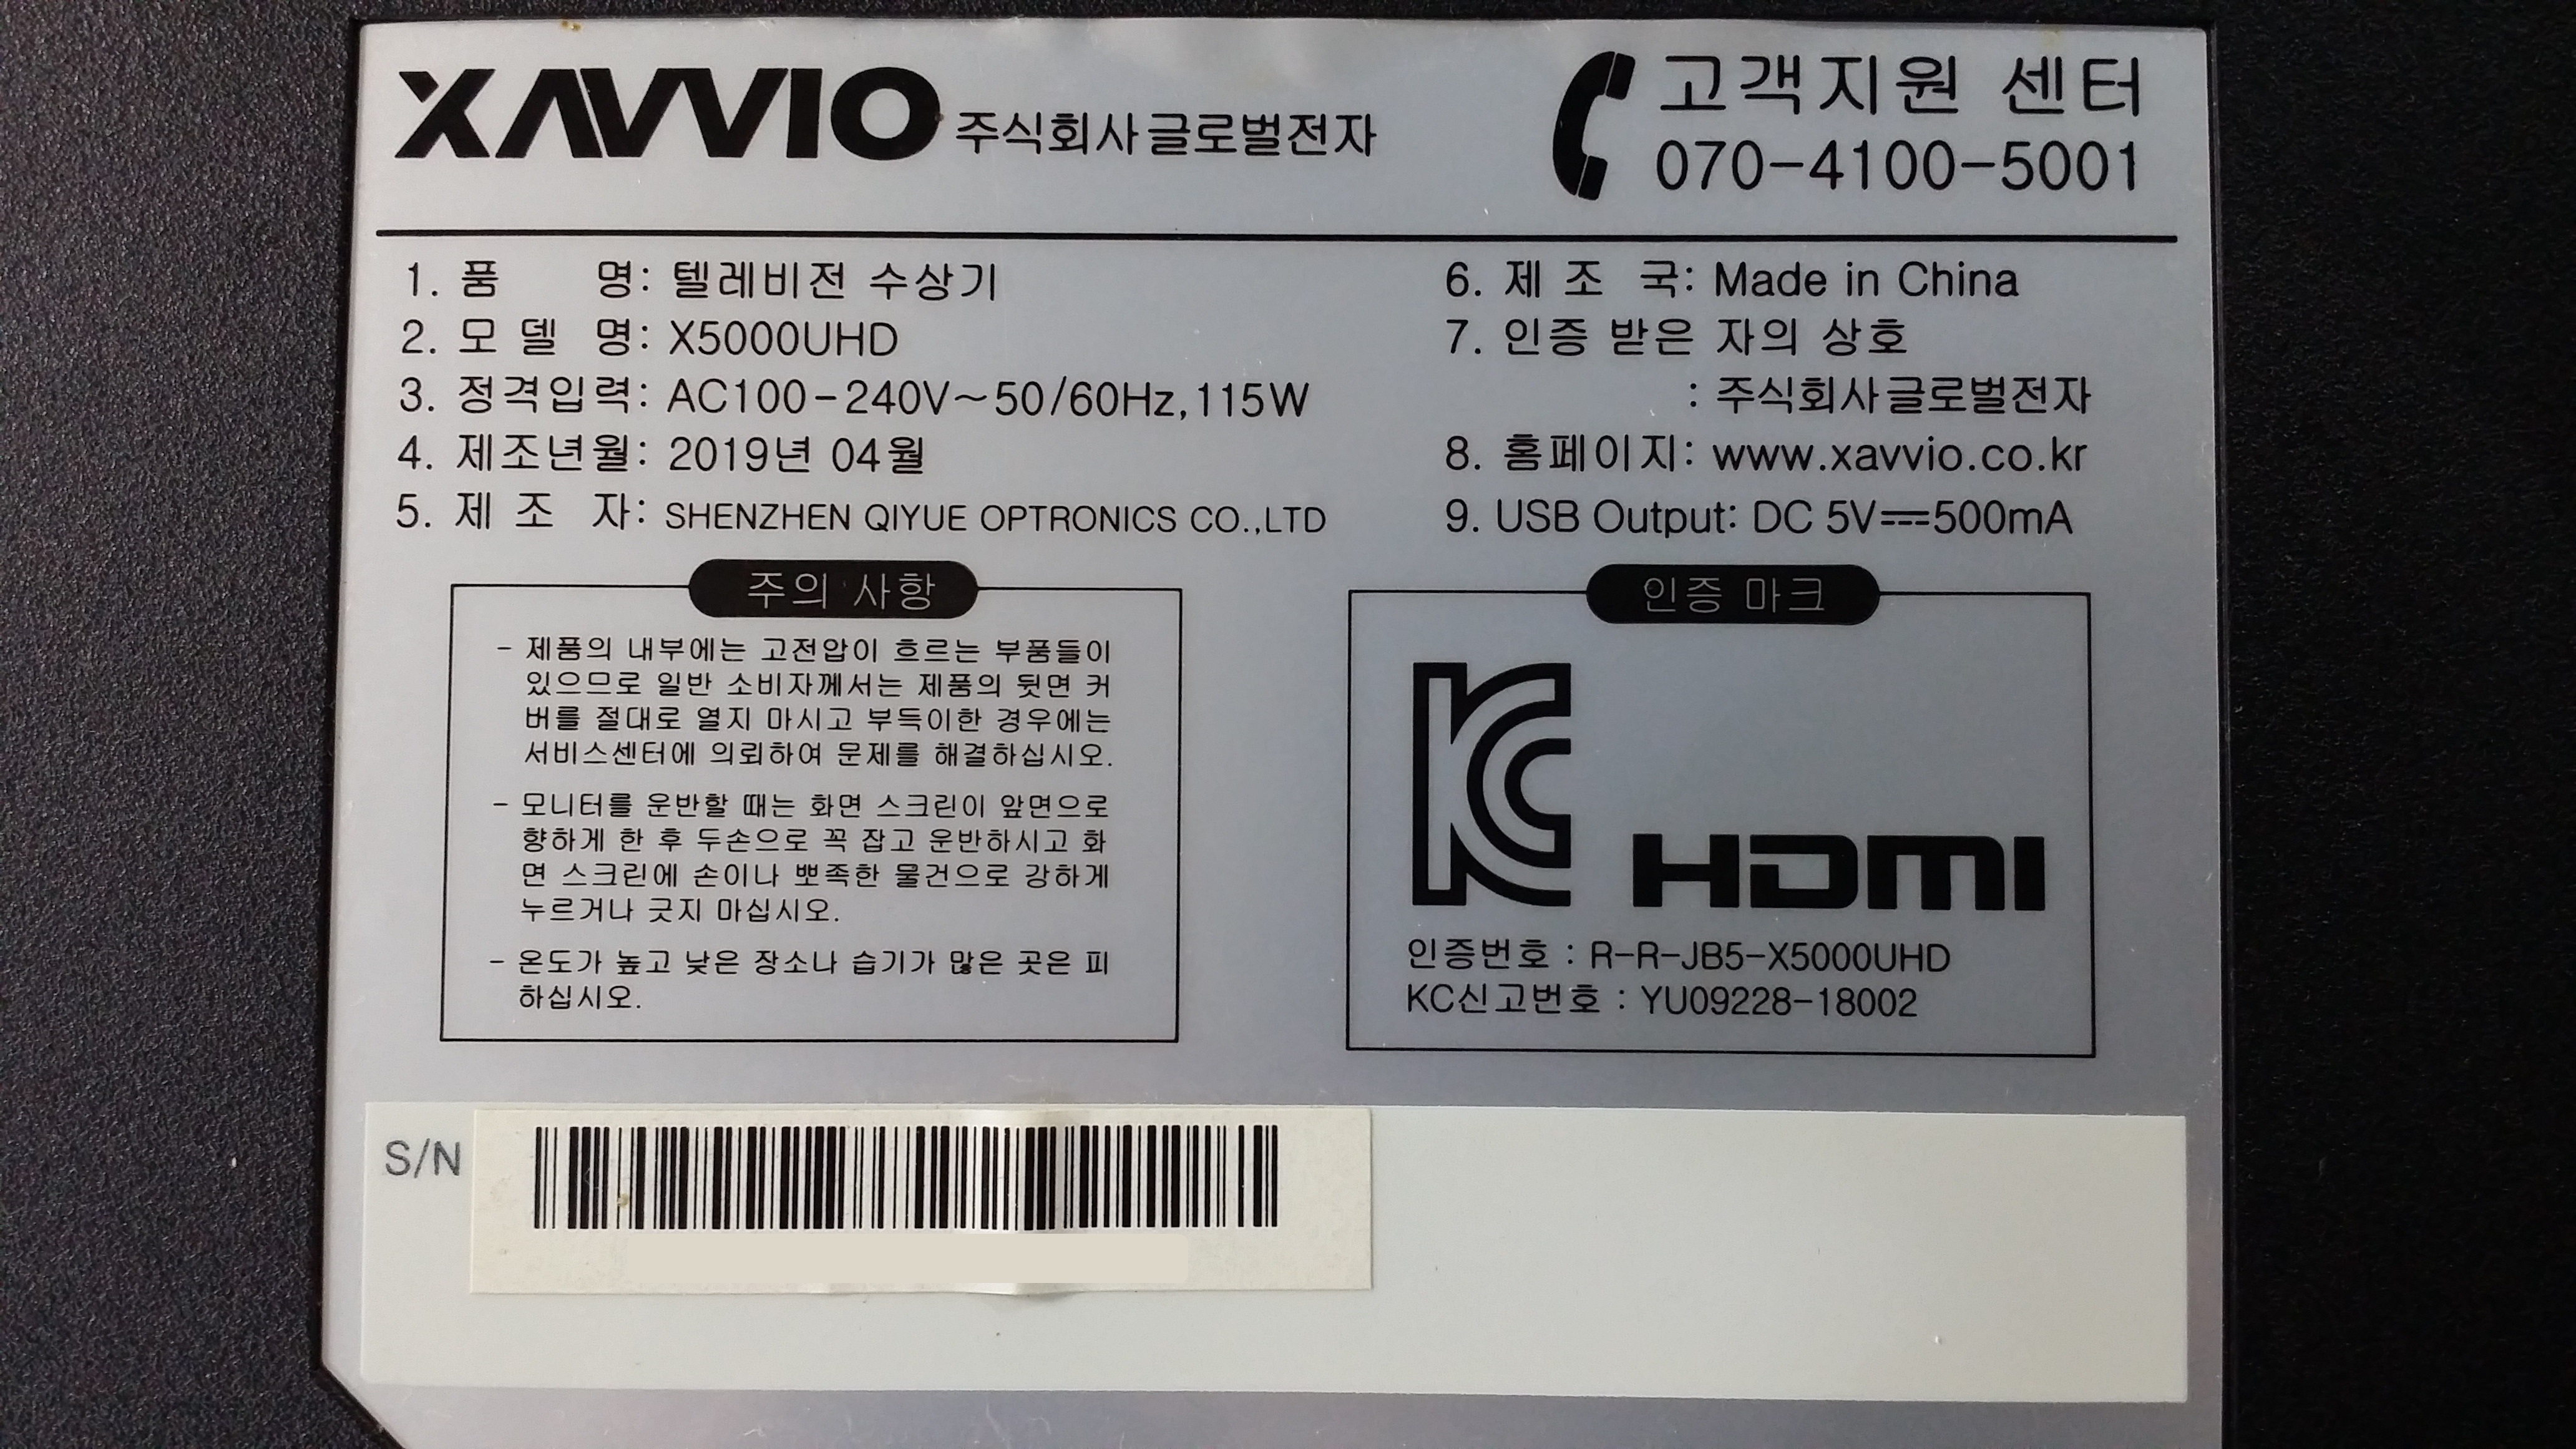 XAVVIO 주식회사글로벌전자
고객지원 센터
070-4100-5001
1. 품 명: 텔레비전 수상기
2. 모 델 명: X5000UHD
3. 정격입력: AC100-240V~50/60Hz,115W
4. 제조년월: 2019년 04월
5. 제 조 자: SHENZHEN QIYUE OPTRONICS CO.,LTD
6. 제 조 국: Made in China
7. 인증 받은 자의 상호
: 주식회사글로벌전자
8. 홈페이지: www.xavvio.co.kr
9. USB Output: DC 5V⎓500mA
주의 사항
- 제품의 내부에는 고전압이 흐르는 부품들이
있으므로 일반 소비자께서는 제품의 뒷면 커
버를 절대로 열지 마시고 부득이한 경우에는
서비스센터에 의뢰하여 문제를 해결하십시오.
- 모니터를 운반할 때는 화면 스크린이 앞면으로
향하게 한 후 두손으로 꼭 잡고 운반하시고 화
면 스크린에 손이나 뽀족한 물건으로 강하게
누르거나 긋지 마십시오.
- 온도가 높고 낮은 장소나 습기가 많은 곳은 피
하십시오.
인증 마크
KC HDMI
인증번호 : R-R-JB5-X5000UHD
KC신고번호 : YU09228-18002
S/N